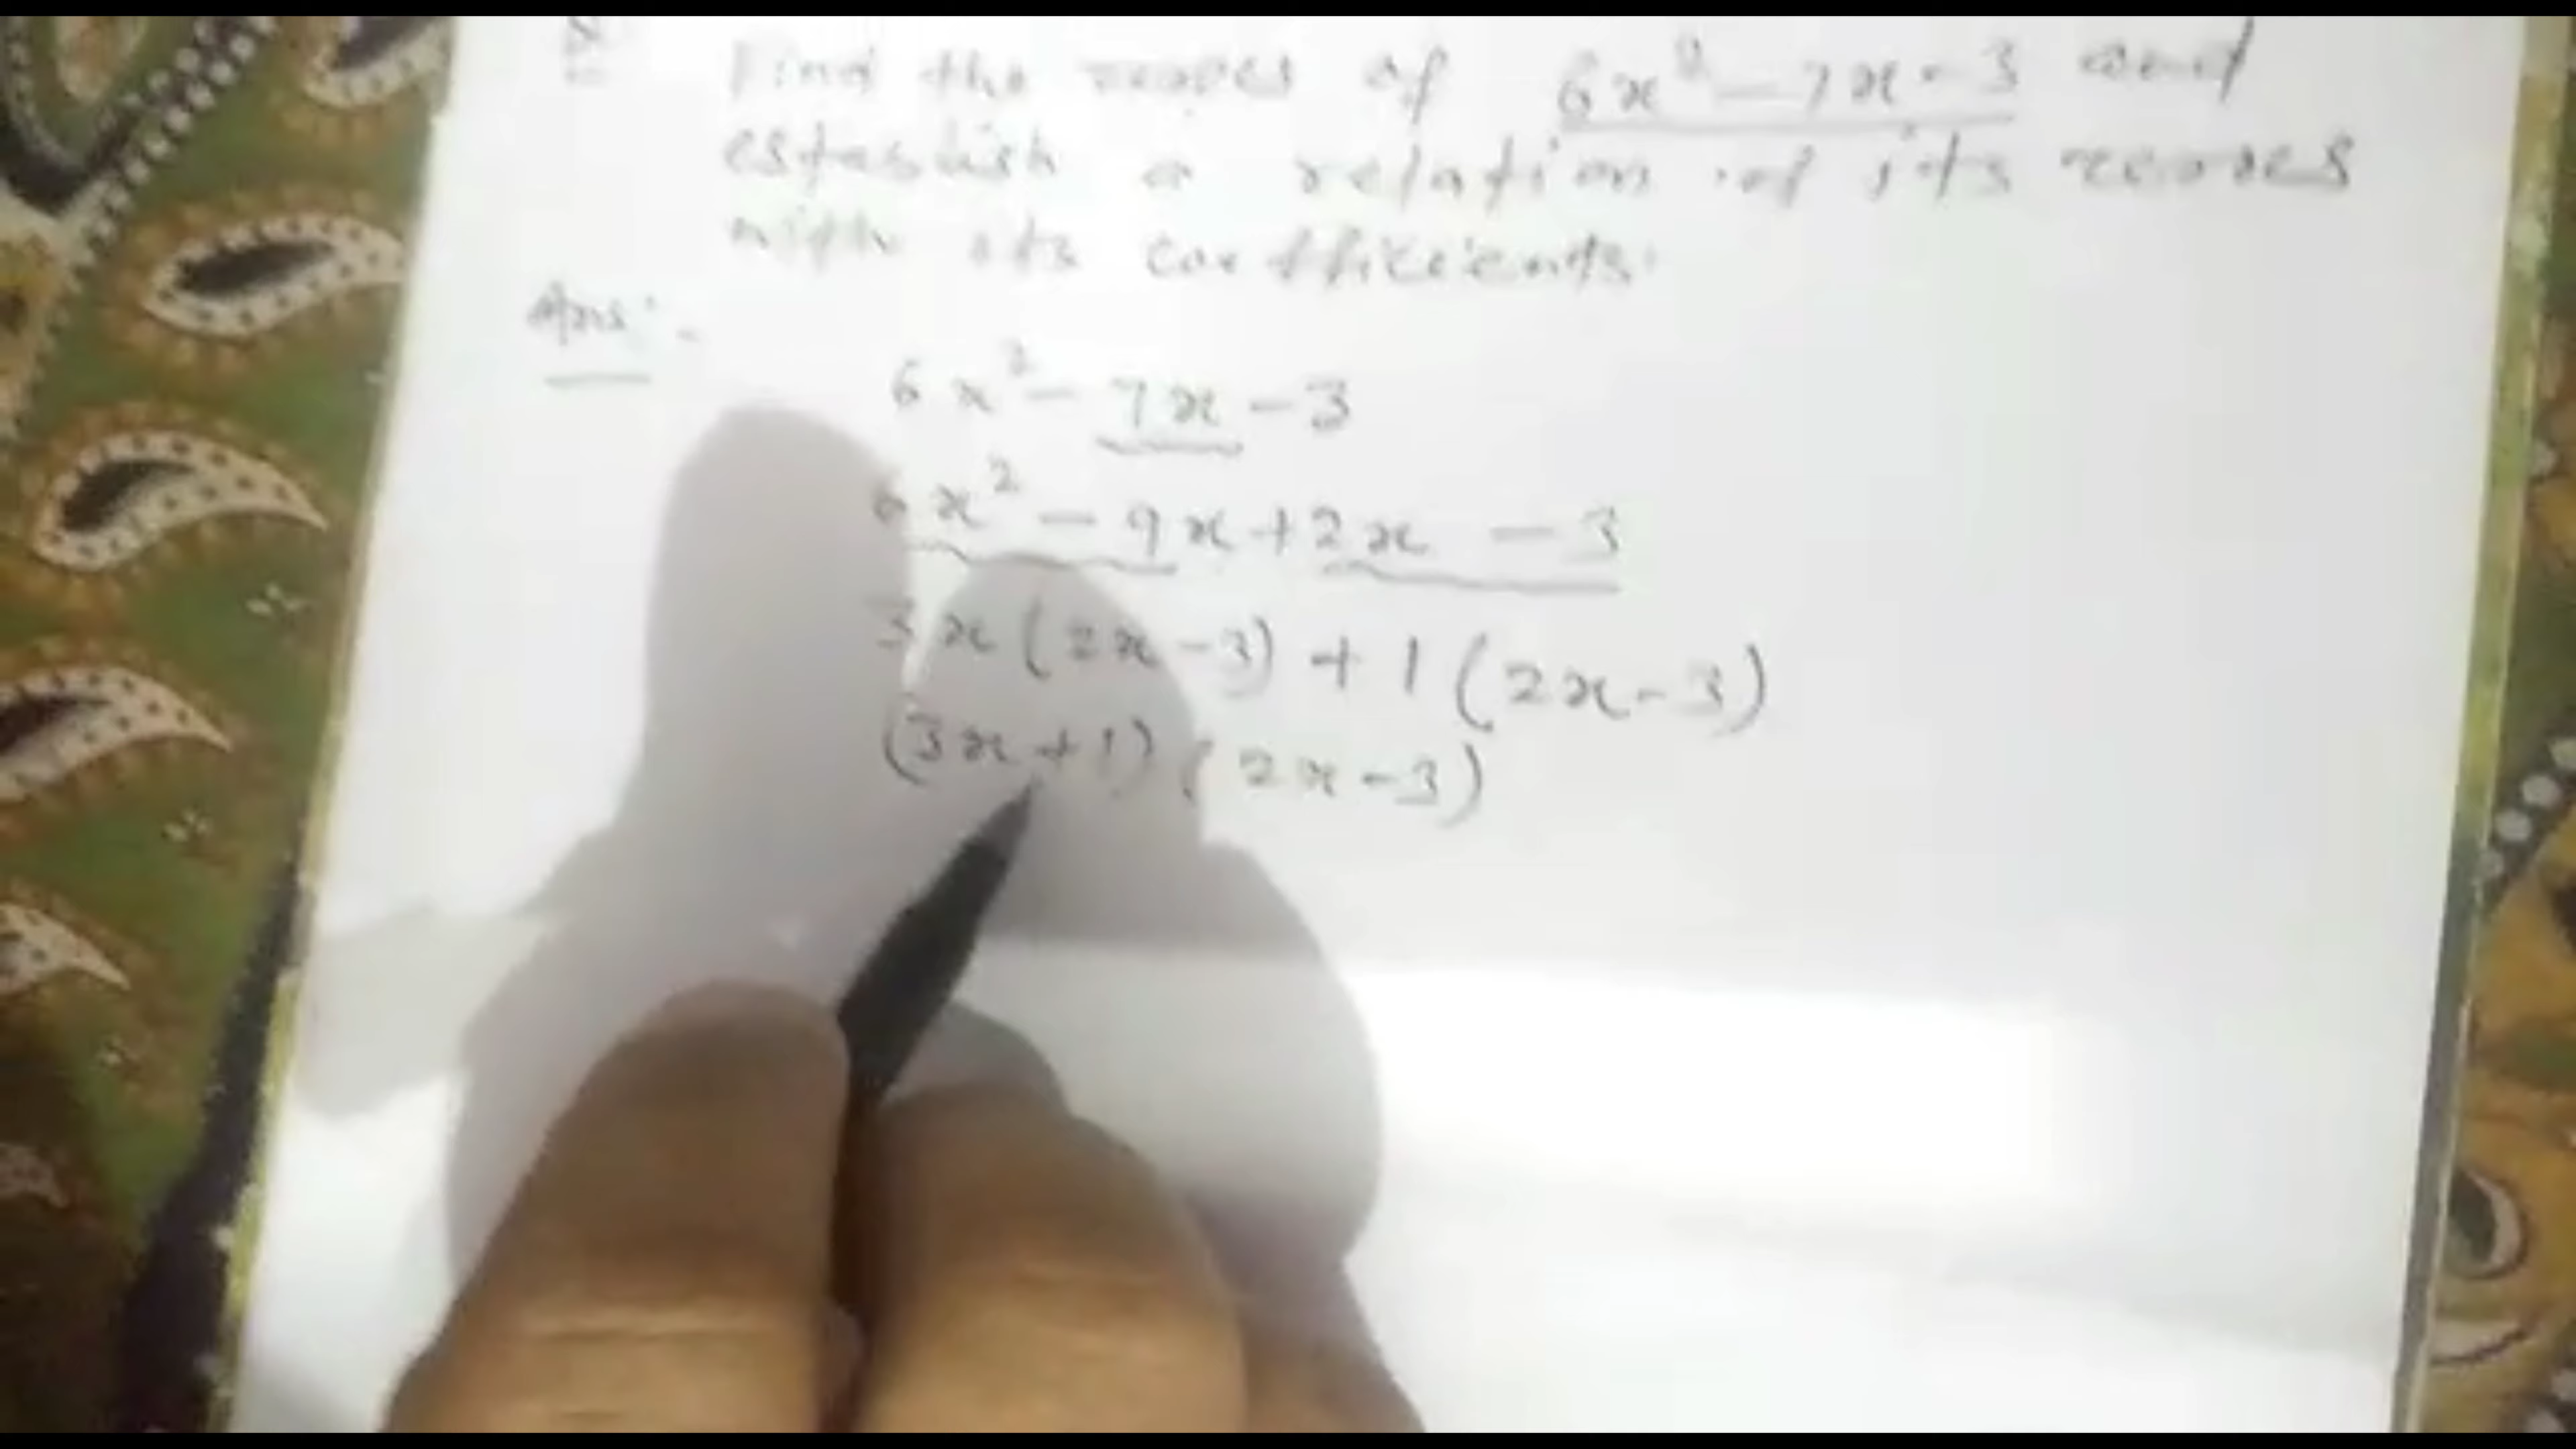 Find the zeroes of 6x² - 7x - 3 and
establish a relation of its zeroes
with its coefficients.
Ans: -
6x² - 7x - 3
6x² - 9x + 2x - 3
3x (2x - 3) + 1 (2x - 3)
(3x + 1) (2x - 3)